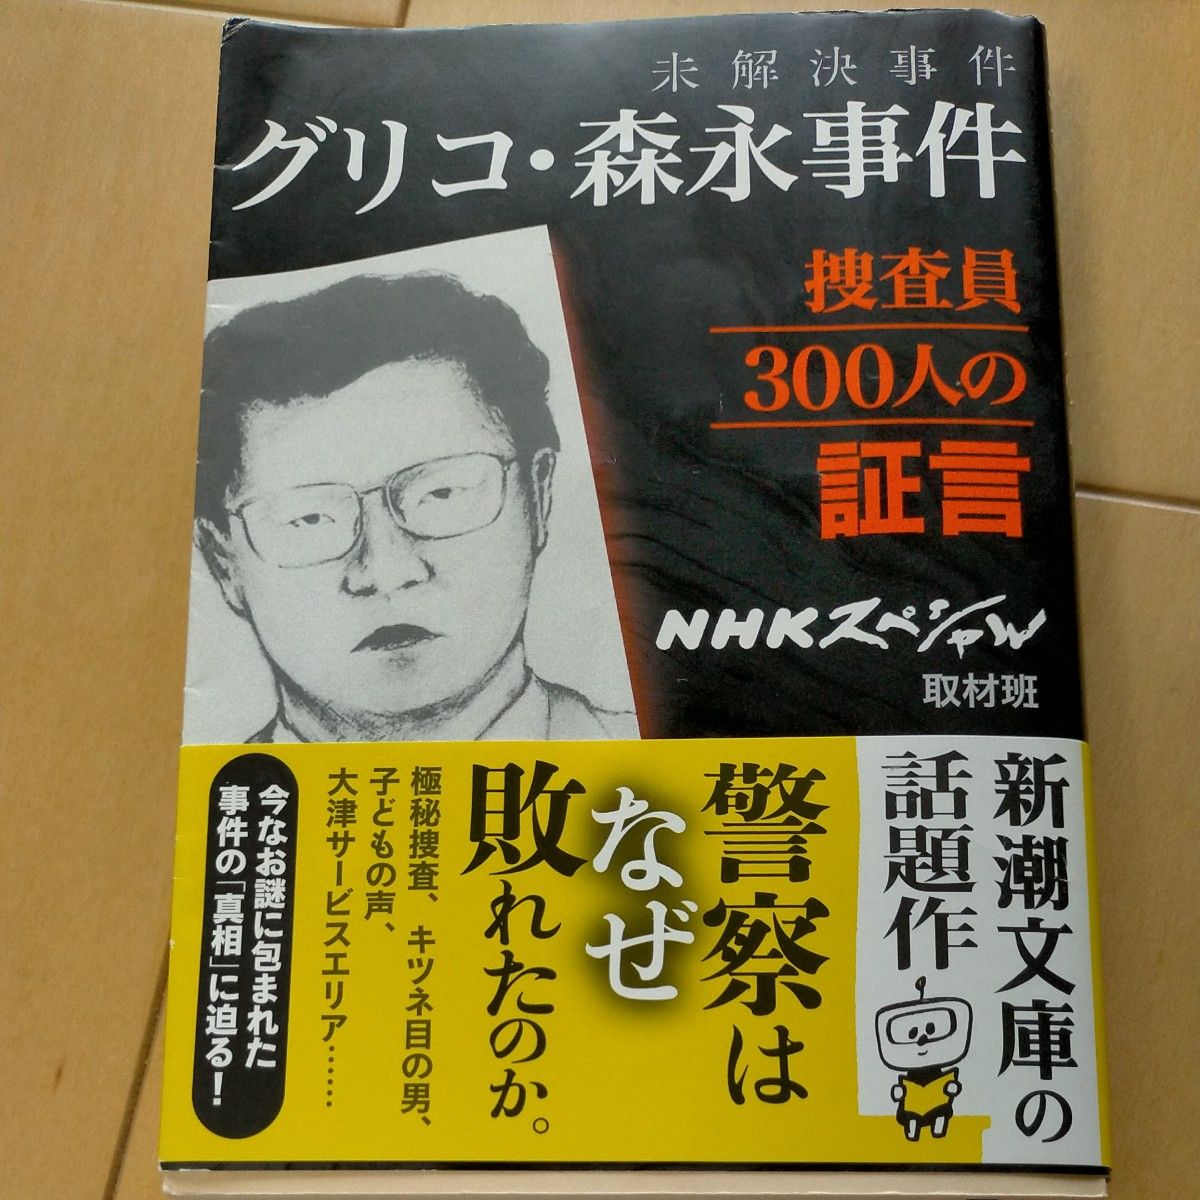 未解決事件
グリコ・森永事件
捜査員
300人の
証言
NHKスペシャル
取材班
新潮文庫の
話題作
警察は
なぜ
敗れたのか。
極秘捜査、キツネ目の男、
子どもの声、
大津サービスエリア……
今なお謎に包まれた
事件の「真相」に迫る!